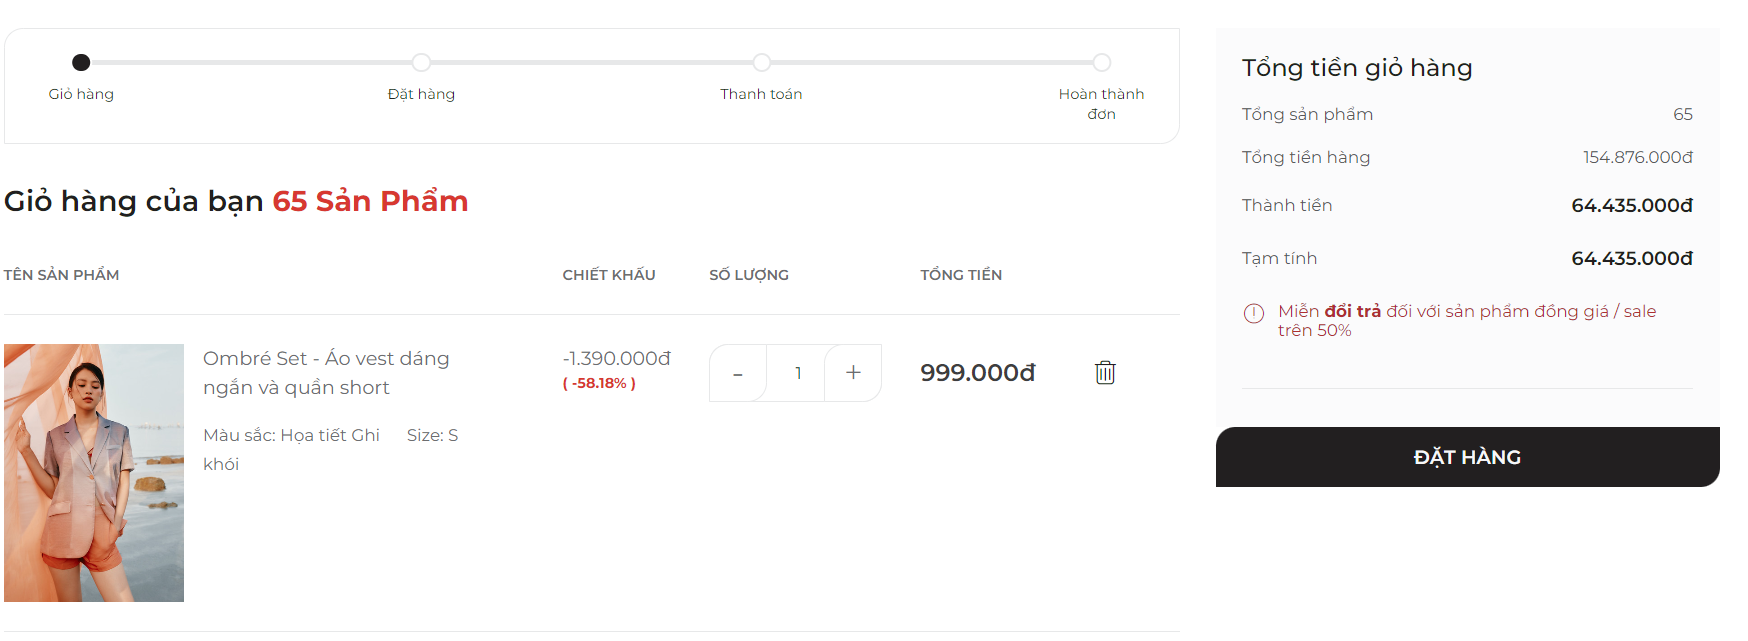 Giỏ hàng
Đặt hàng
Thanh toán
Hoàn thành
đơn
Giỏ hàng của bạn 65 Sản Phẩm
TÊN SẢN PHẨM
CHIẾT KHẤU
SỐ LƯỢNG
TỔNG TIỀN
Ombré Set - Áo vest dáng
ngắn và quần short
Màu sắc: Họa tiết Ghi
khói
Size: S
-1.390.000đ
( -58.18% )
-
1
+
999.000đ
Tổng tiền giỏ hàng
Tổng sản phẩm 65
Tổng tiền hàng 154.876.000đ
Thành tiền 64.435.000đ
Tạm tính 64.435.000đ
Miễn đổi trả đối với sản phẩm đồng giá / sale
trên 50%
ĐẶT HÀNG